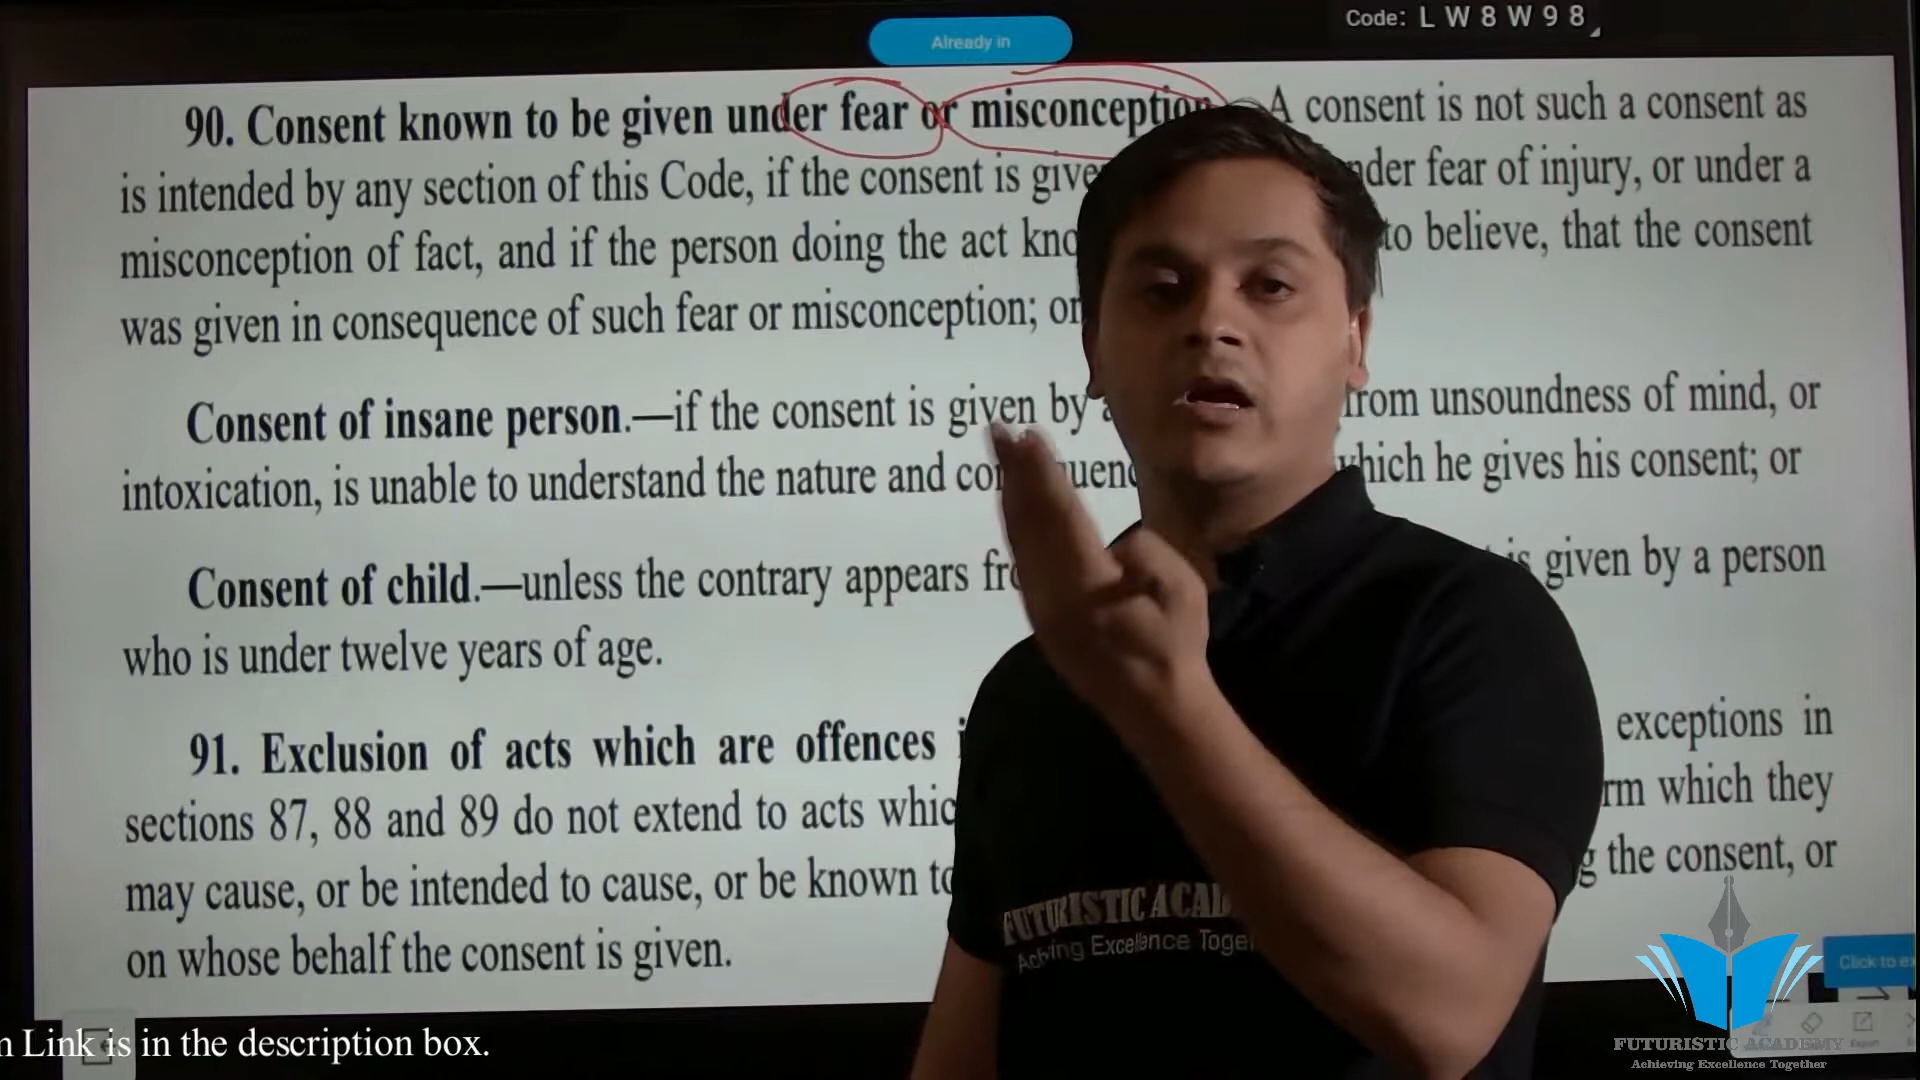 Code: LW8W98
Already in
90. Consent known to be given under fear or misconception A consent is not such a consent as
is intended by any section of this Code, if the consent is give nder fear of injury, or under a
misconception of fact, and if the person doing the act kno to believe, that the consent
was given in consequence of such fear or misconception; or
Consent of insane person.—if the consent is given by a from unsoundness of mind, or
intoxication, is unable to understand the nature and con quenc which he gives his consent; or
Consent of child.—unless the contrary appears fro is given by a person
who is under twelve years of age.
91. Exclusion of acts which are offences i exceptions in
sections 87, 88 and 89 do not extend to acts whic rm which they
may cause, or be intended to cause, or be known to g the consent, or
on whose behalf the consent is given.
FUTURISTIC ACAD
Achving Excellence Toge
Click to ex
n Link is in the description box.
FUTURISTIC ACADEMY
Achieving Excellence Together